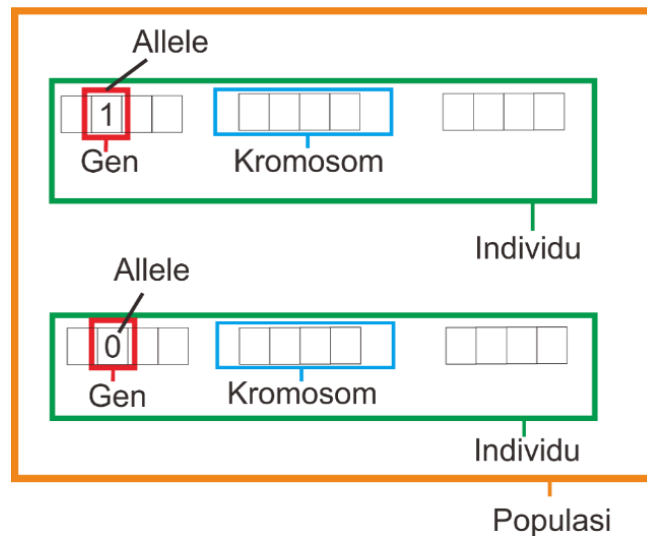 Allele
1
Gen
Kromosom
Individu
Allele
0
Gen
Kromosom
Individu
Populasi